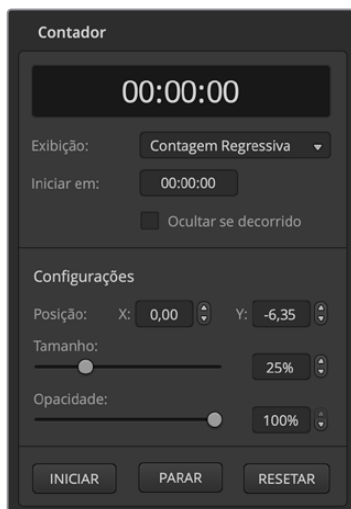 Contador
00:00:00
Exibição: Contagem Regressiva
Iniciar em: 00:00:00
Ocultar se decorrido
Configurações
Posição: X: 0,00 Y: -6,35
Tamanho:
25%
Opacidade:
100%
INICIAR PARAR RESETAR